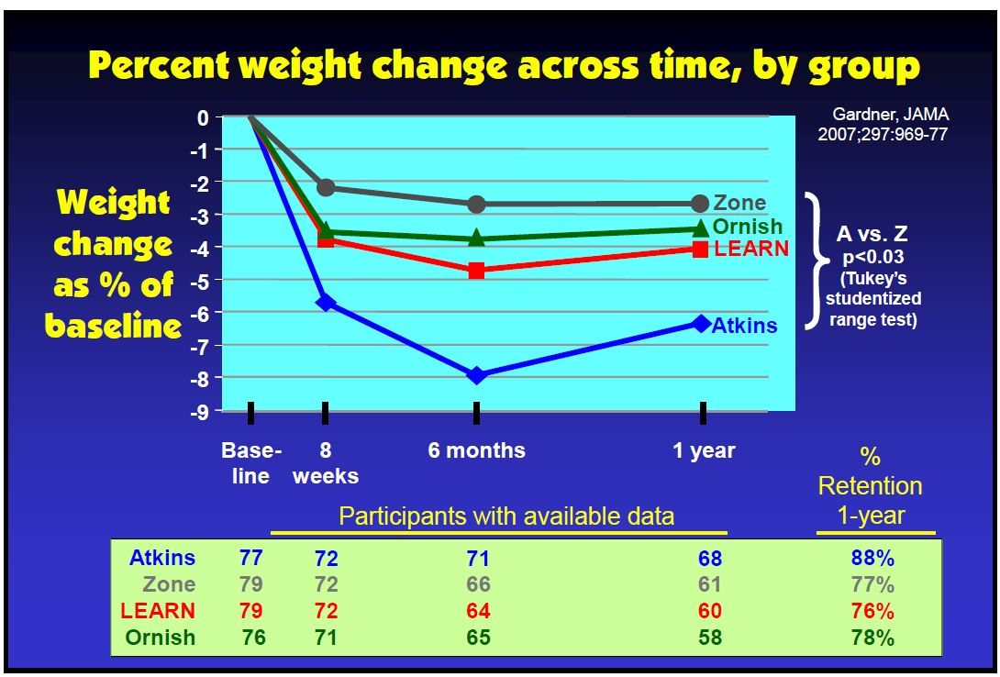 Percent weight change across time, by group
Gardner, JAMA
2007;297:969-77
Weight
change
as % of
baseline
0
-1
-2
-3
-4
-5
-6
-7
-8
-9
Zone
Ornish
LEARN
Atkins
A vs. Z
p<0.03
(Tukey's
studentized
range test)
Base-
line
8
weeks
6 months
1 year
%
Retention
1-year
Participants with available data
Atkins 77 72 71 68 88%
Zone 79 72 66 61 77%
LEARN 79 72 64 60 76%
Ornish 76 71 65 58 78%